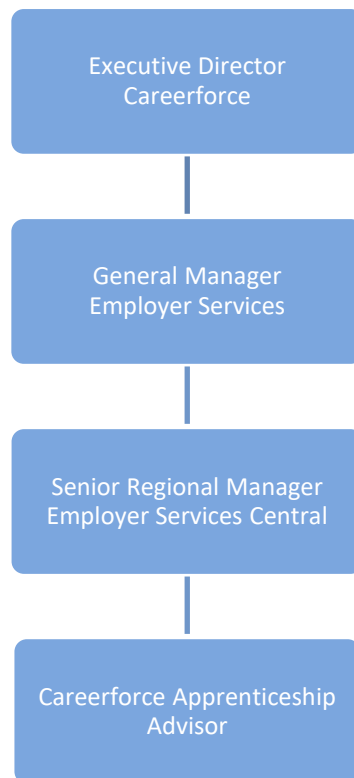 Executive Director
Careerforce
General Manager
Employer Services
Senior Regional Manager
Employer Services Central
Careerforce Apprenticeship
Advisor